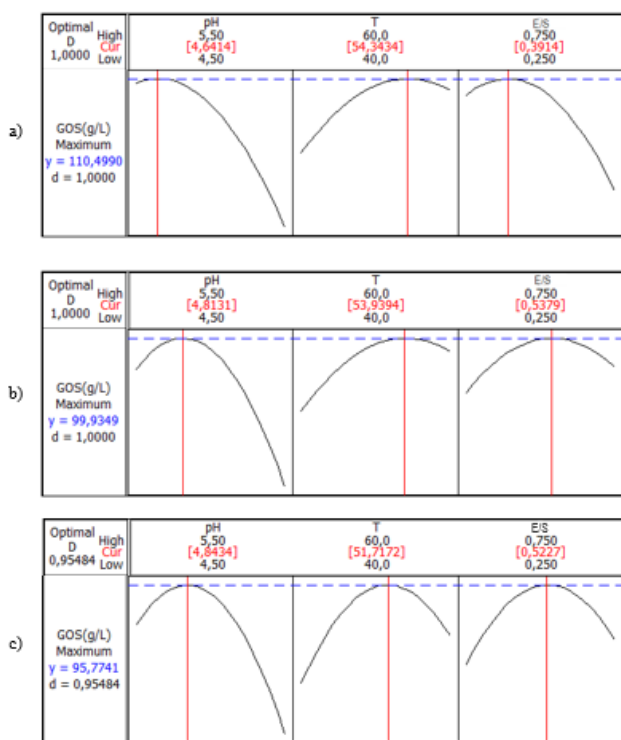 a)
Optimal
D
1,0000
High
Cur
Low
pH
5,50
[4,6414]
4,50
T
60,0
[54,3434]
40,0
E/S
0,750
[0,3914]
0,250
GOS(g/L)
Maximum
y = 110,4990
d = 1,0000
b)
Optimal
D
1,0000
High
Cur
Low
pH
5,50
[4,8131]
4,50
T
60,0
[53,9394]
40,0
E/S
0,750
[0,5379]
0,250
GOS(g/L)
Maximum
y = 99,9349
d = 1,0000
c)
Optimal
D
0,95484
High
Cur
Low
pH
5,50
[4,8434]
4,50
T
60,0
[51,7172]
40,0
E/S
0,750
[0,5227]
0,250
GOS(g/L)
Maximum
y = 95,7741
d = 0,95484